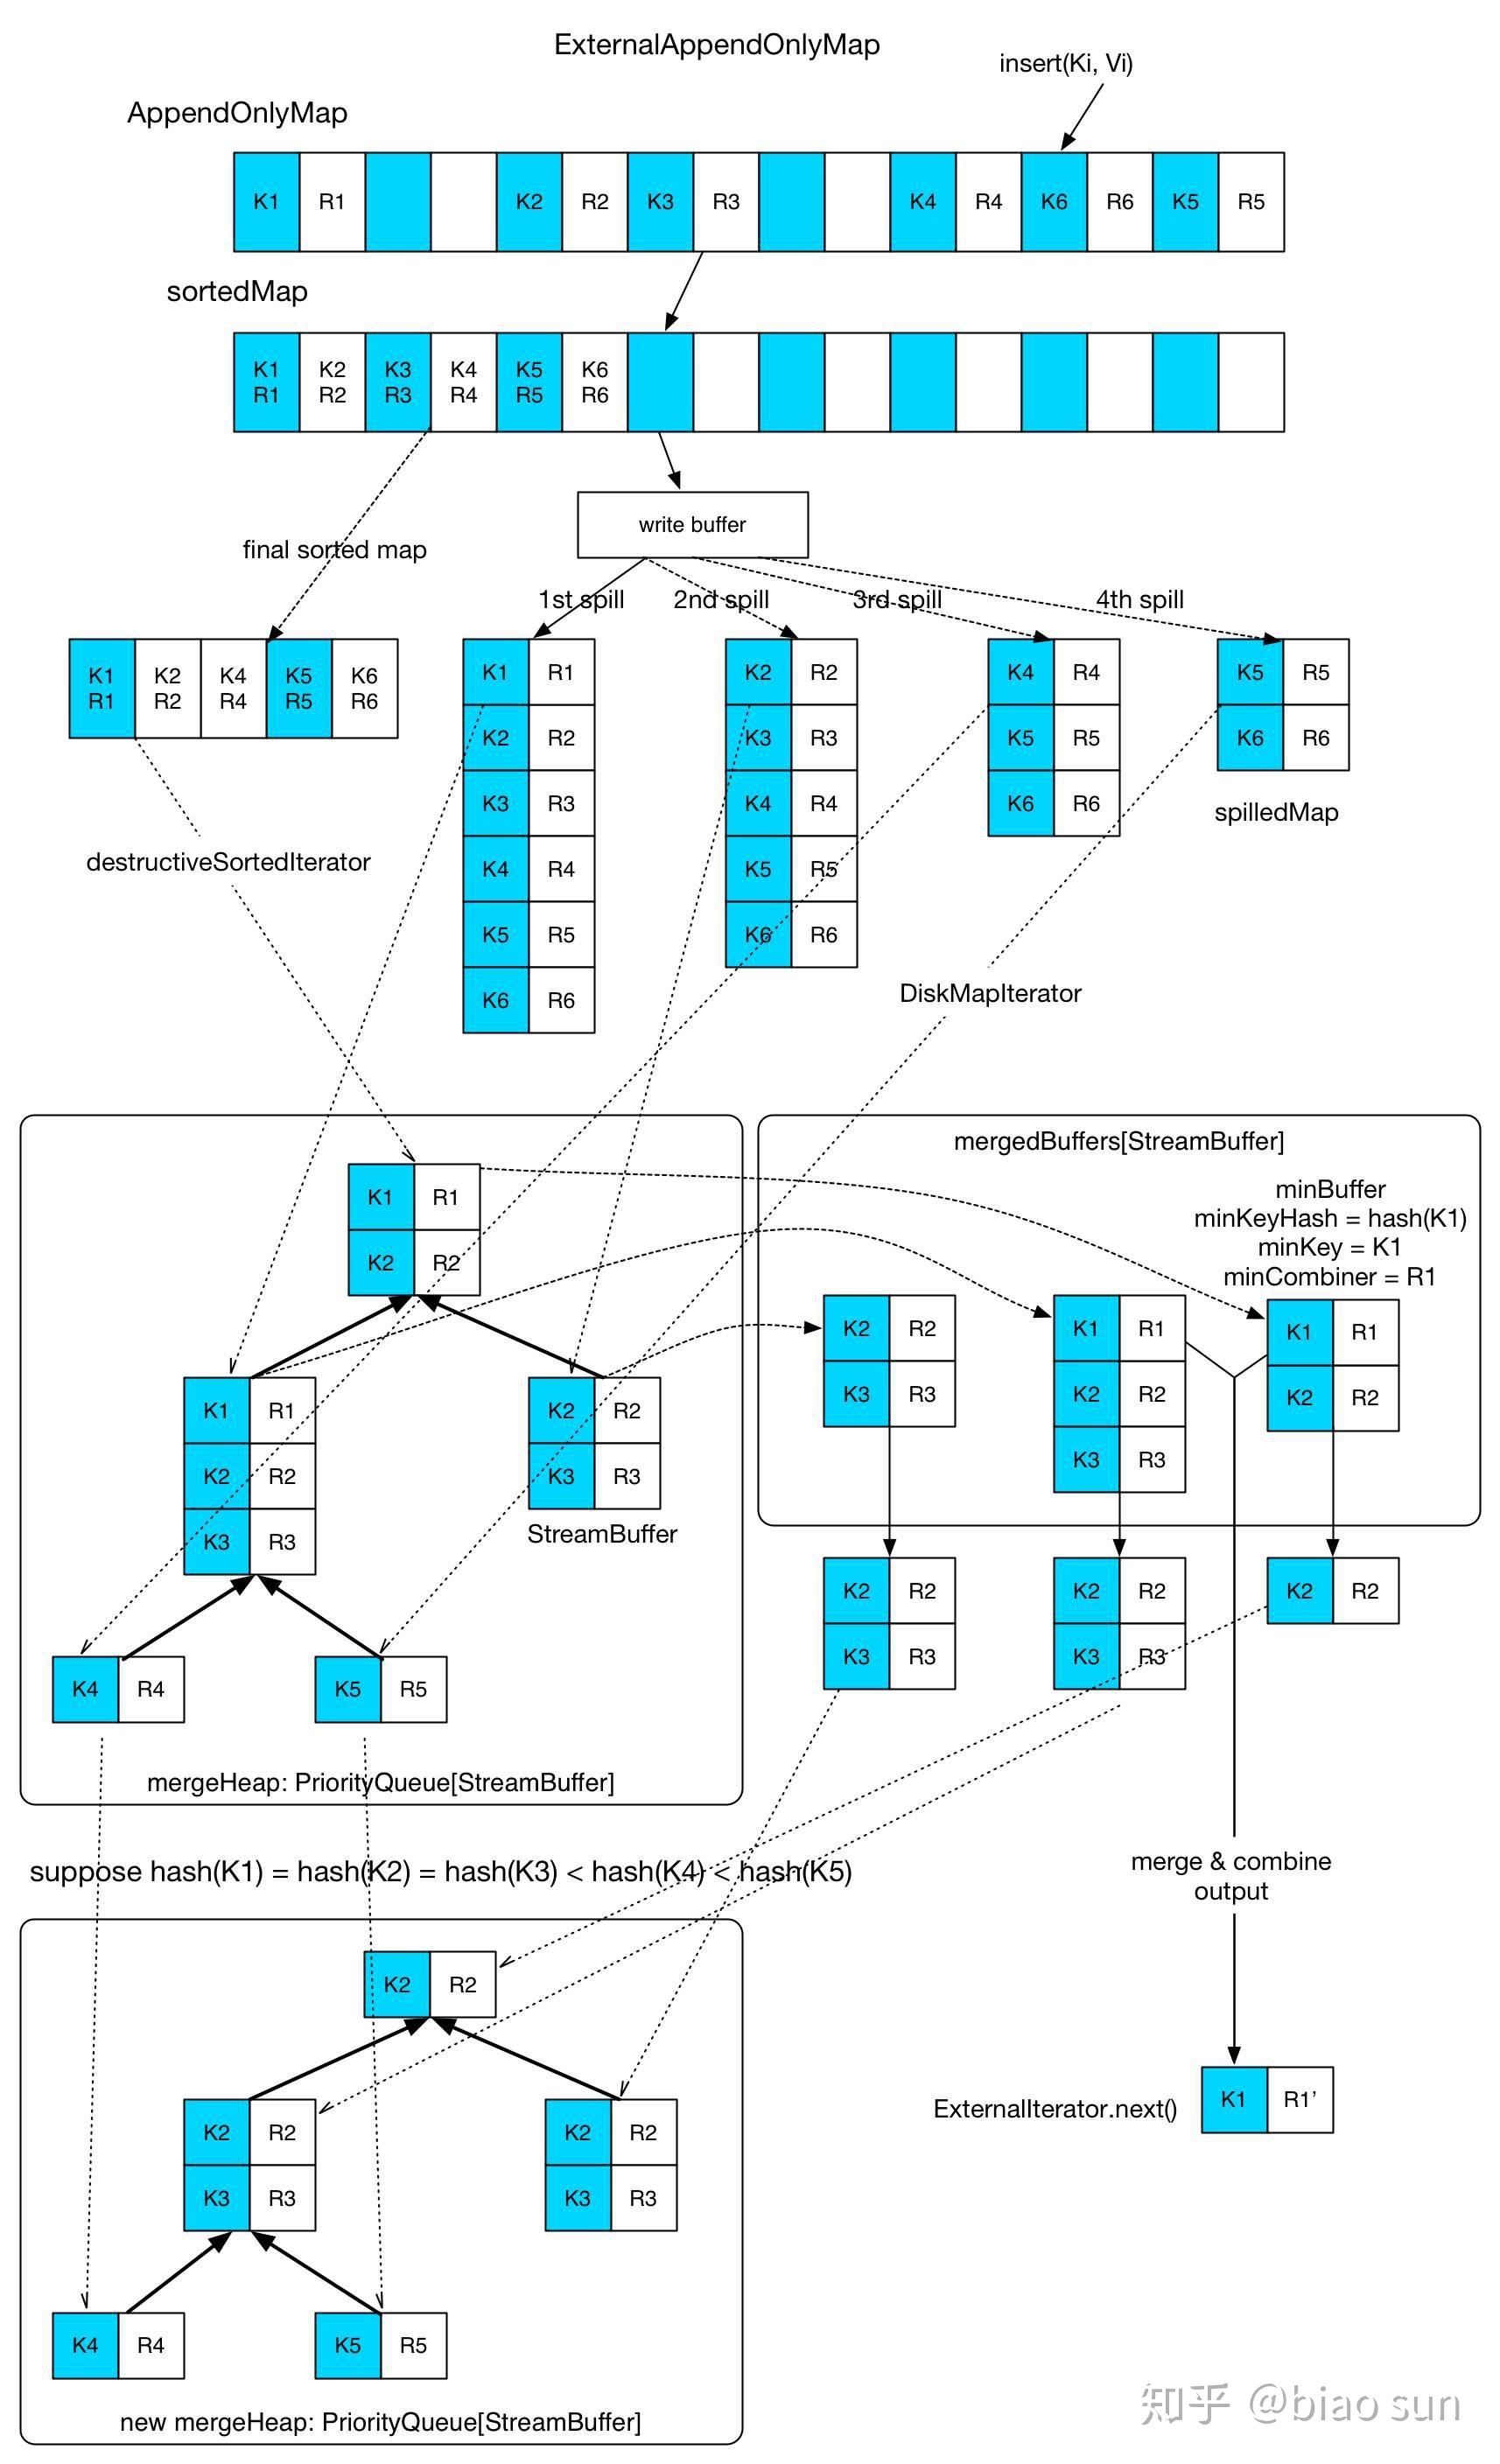 ExternalAppendOnlyMap
insert(Ki, Vi)
AppendOnlyMap
K1 R1 K2 R2 K3 R3 K4 R4 K6 R6 K5 R5
sortedMap
K1 K2 K3 K4 K5 K6
R1 R2 R3 R4 R5 R6
write buffer
final sorted map
1st spill 2nd spill 3rd spill 4th spill
K1 K2 K4 K5 K6
R1 R2 R4 R5 R6
K1 R1 K2 R2 K4 R4 K5 R5
K2 R2 K3 R3 K5 R5 K6 R6
K3 R3 K4 R4 K6 R6
spilledMap
destructiveSortedIterator
K4 R4 K5 R5
K5 R5 K6 R6
DiskMapIterator
K6 R6
mergedBuffers[StreamBuffer]
K1 R1
K2 R2
minBuffer
minKeyHash = hash(K1)
minKey = K1
minCombiner = R1
K1 R1 K2 R2
K2 R2 K3 R3
K3 R3
StreamBuffer
K2 R2 K1 R1 K1 R1
K3 R3 K2 R2 K2 R2
K3 R3
K2 R2 K2 R2 K2 R2
K3 R3 K3 R3
K4 R4 K5 R5
mergeHeap: PriorityQueue[StreamBuffer]
suppose hash(K1) = hash(K2) = hash(K3) < hash(K4) < hash(K5)
merge & combine
output
K2 R2
K2 R2 K2 R2
K3 R3 K3 R3
ExternalIterator.next()
K1 R1’
K4 R4 K5 R5
new mergeHeap: PriorityQueue[StreamBuffer]
知乎 @biao sun